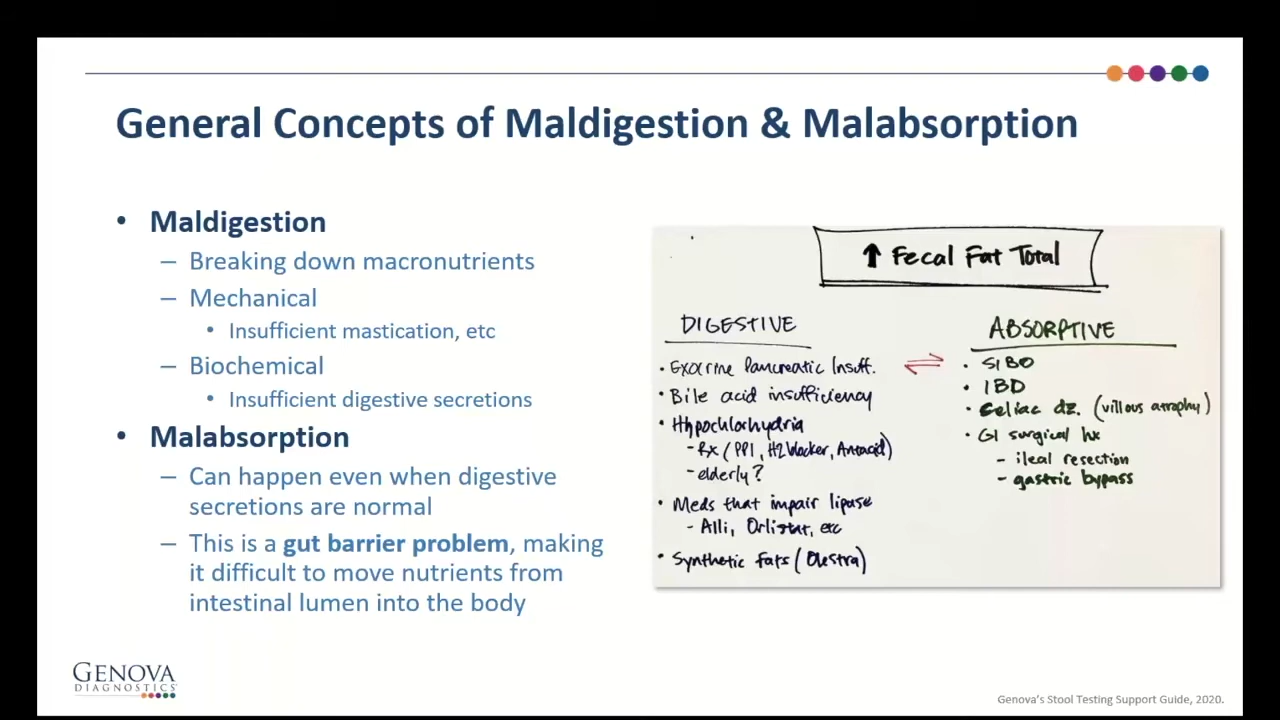 General Concepts of Maldigestion & Malabsorption
• Maldigestion
– Breaking down macronutrients
– Mechanical
• Insufficient mastication, etc
– Biochemical
• Insufficient digestive secretions
• Malabsorption
– Can happen even when digestive
secretions are normal
– This is a gut barrier problem, making
it difficult to move nutrients from
intestinal lumen into the body
↑ Fecal Fat Total
DIGESTIVE
• Exocrine Pancreatic Insuff.
• Bile acid insufficiency
• Hypochlorhydria
- Rx (PPI, H2 blocker, Antacid)
- elderly?
• Meds that impair lipase
- Alli, Orlistat, etc
• Synthetic fats (Olestra)
ABSORPTIVE
• SIBO
• IBD
• Celiac dz. (villous atrophy)
• GI surgical hx
- ileal resection
- gastric bypass
GENOVA
DIAGNOSTICS
Genova's Stool Testing Support Guide, 2020.